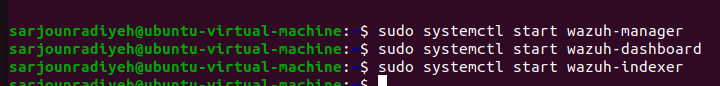 sarjounradiyeh@ubuntu-virtual-machine:~$ sudo systemctl start wazuh-manager
sarjounradiyeh@ubuntu-virtual-machine:~$ sudo systemctl start wazuh-dashboard
sarjounradiyeh@ubuntu-virtual-machine:~$ sudo systemctl start wazuh-indexer
sarjounradiyeh@ubuntu-virtual-machine:~$